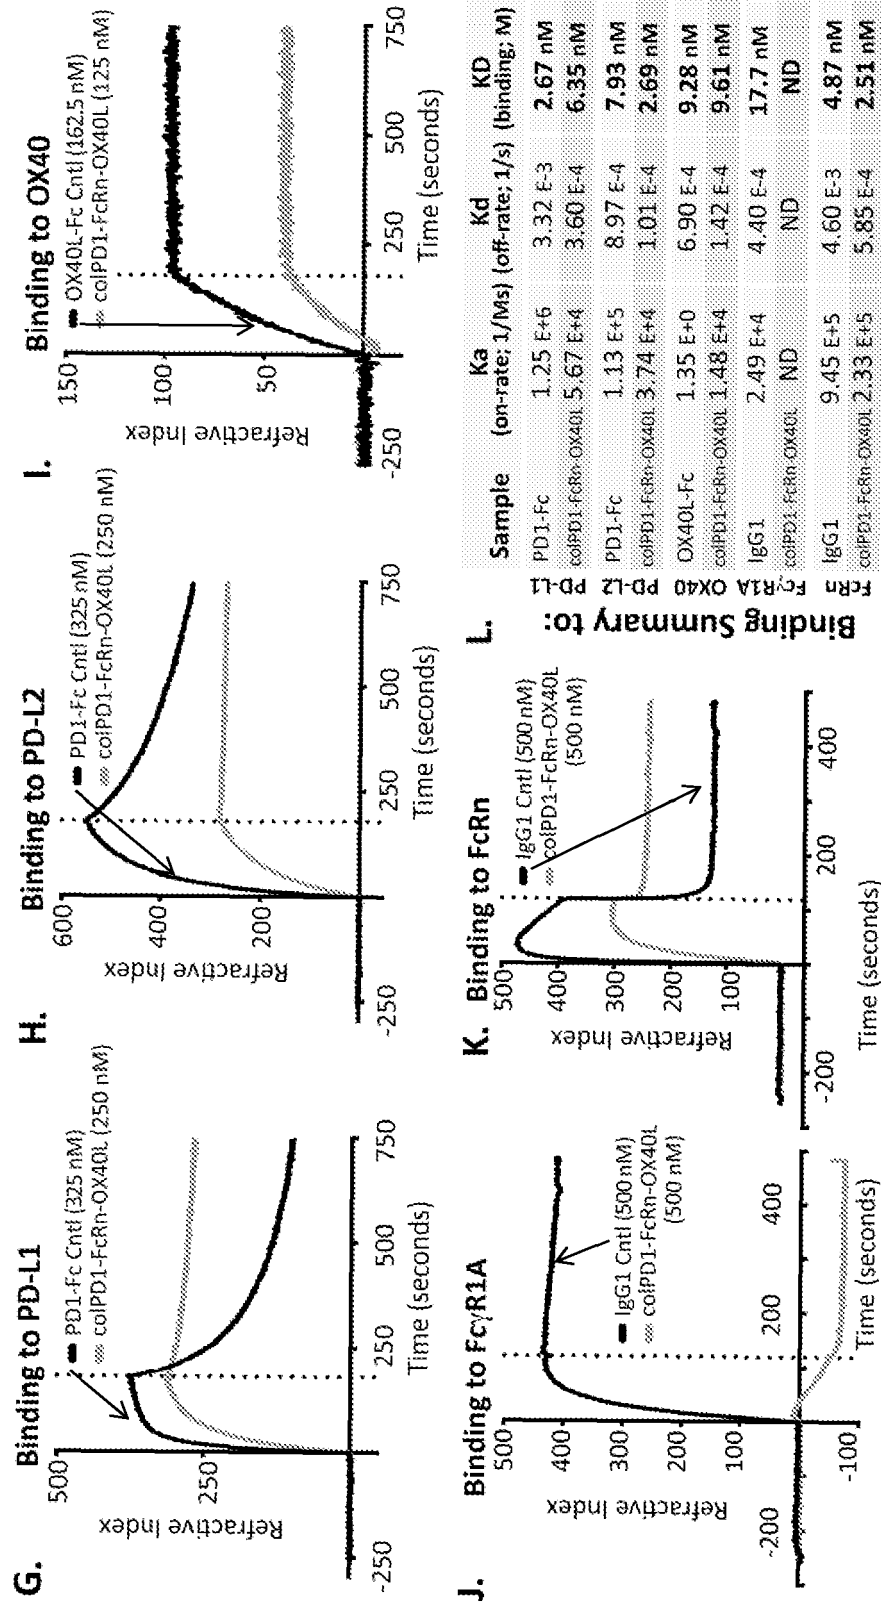 G.
Binding to PD-L1
PD1-Fc Cntl (325 nM)
colPD1-FcRn-OX40L (250 nM)
500
250
Refractive Index
-250
250
500
750
Time (seconds)
H.
Binding to PD-L2
PD1-Fc Cntl (325 nM)
colPD1-FcRn-OX40L (250 nM)
600
400
200
Refractive Index
-250
250
500
750
Time (seconds)
I.
Binding to OX40
OX40L-Fc Cntl (162.5 nM)
colPD1-FcRn-OX40L (125 nM)
150
100
50
Refractive Index
-250
250
500
750
Time (seconds)
J.
Binding to FcγR1A
500
400
300
200
100
-100
Refractive Index
IgG1 Cntl (500 nM)
colPD1-FcRn-OX40L
(500 nM)
-200
200
400
Time (seconds)
K. Binding to FcRn
500
400
300
200
100
Refractive Index
IgG1 Cntl (500 nM)
colPD1-FcRn-OX40L
(500 nM)
-200
200
400
Time (seconds)
L.
Binding Summary to:
Sample Ka (on-rate; 1/Ms) Kd (off-rate; 1/s) KD (binding; M)
PD-L1
PD1-Fc 1.25 E+6 3.32 E-3 2.67 nM
colPD1-FcRn-OX40L 5.67 E+4 3.60 E-4 6.35 nM
PD-L2
PD1-Fc 1.13 E+5 8.97 E-4 7.93 nM
colPD1-FcRn-OX40L 3.74 E+4 1.01 E-4 2.69 nM
OX40
OX40L-Fc 1.35 E+0 6.90 E-4 9.28 nM
colPD1-FcRn-OX40L 1.48 E+4 1.42 E-4 9.61 nM
FcγR1A
IgG1 2.49 E+4 4.40 E-4 17.7 nM
colPD1-FcRn-OX40L ND ND ND
FcRn
IgG1 9.45 E+5 4.60 E-3 4.87 nM
colPD1-FcRn-OX40L 2.33 E+5 5.85 E-4 2.51 nM